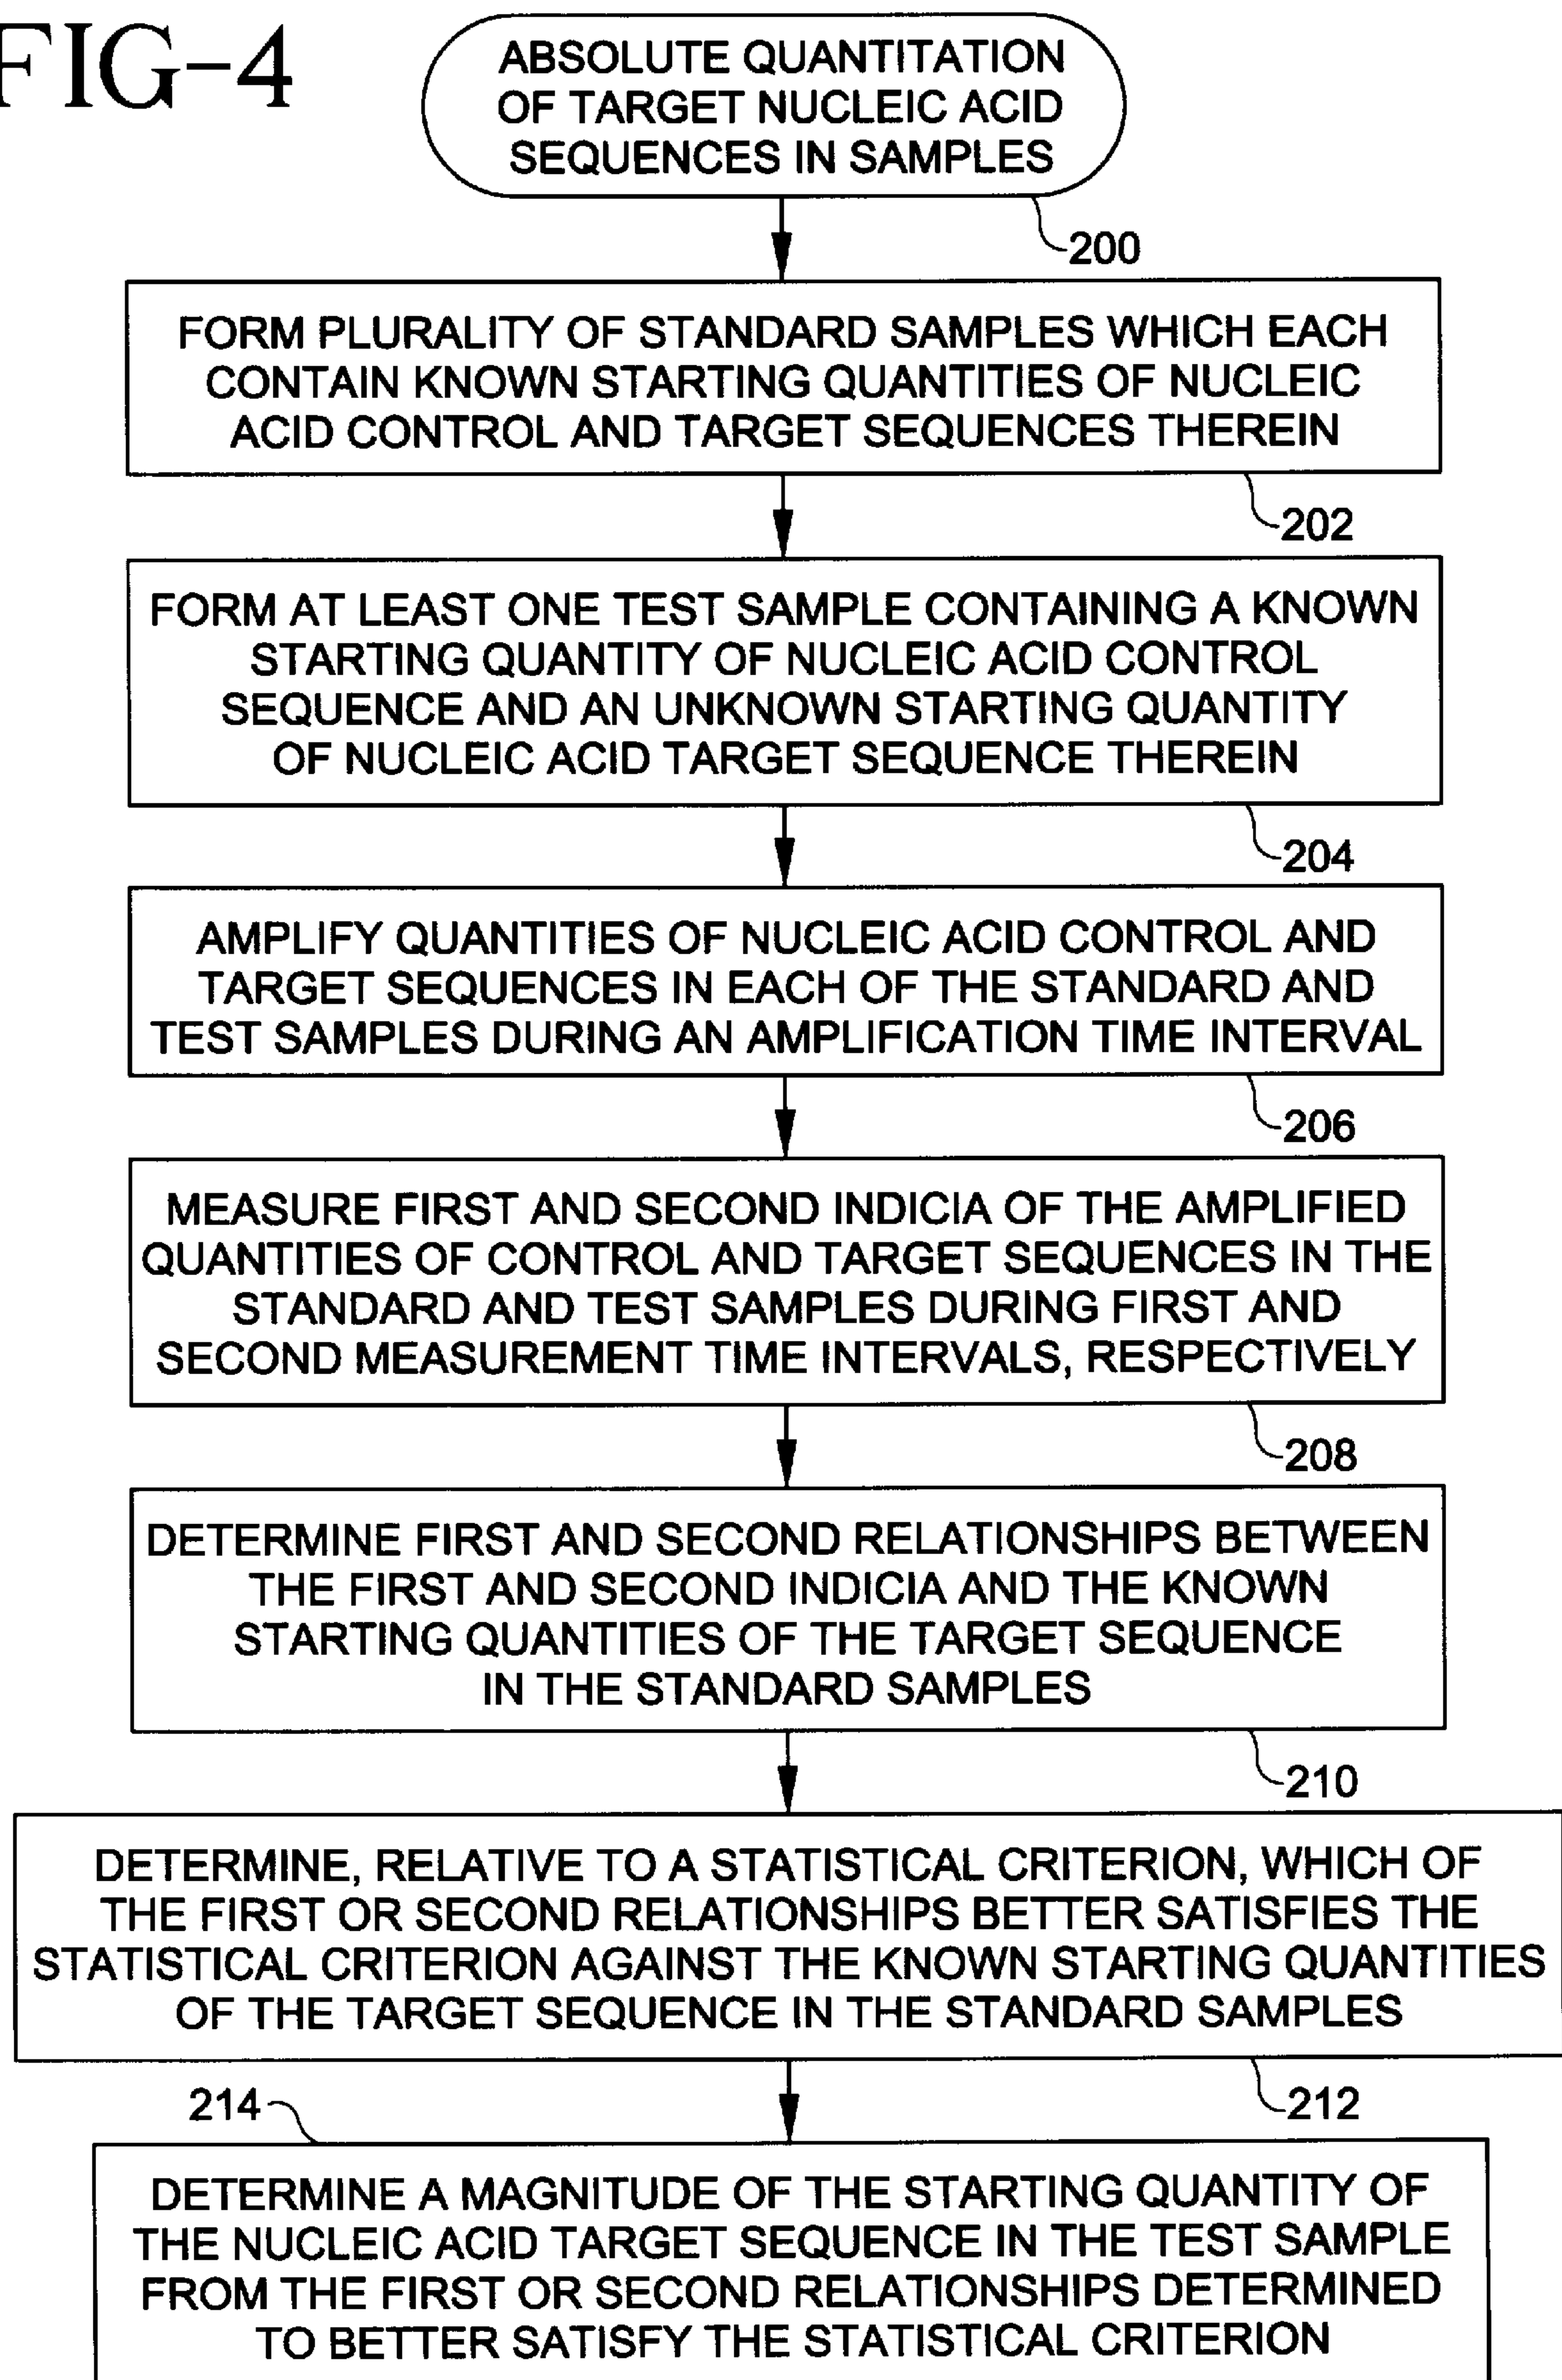 FIG-4
ABSOLUTE QUANTITATION
OF TARGET NUCLEIC ACID
SEQUENCES IN SAMPLES
200
FORM PLURALITY OF STANDARD SAMPLES WHICH EACH
CONTAIN KNOWN STARTING QUANTITIES OF NUCLEIC
ACID CONTROL AND TARGET SEQUENCES THEREIN
202
FORM AT LEAST ONE TEST SAMPLE CONTAINING A KNOWN
STARTING QUANTITY OF NUCLEIC ACID CONTROL
SEQUENCE AND AN UNKNOWN STARTING QUANTITY
OF NUCLEIC ACID TARGET SEQUENCE THEREIN
204
AMPLIFY QUANTITIES OF NUCLEIC ACID CONTROL AND
TARGET SEQUENCES IN EACH OF THE STANDARD AND
TEST SAMPLES DURING AN AMPLIFICATION TIME INTERVAL
206
MEASURE FIRST AND SECOND INDICIA OF THE AMPLIFIED
QUANTITIES OF CONTROL AND TARGET SEQUENCES IN THE
STANDARD AND TEST SAMPLES DURING FIRST AND
SECOND MEASUREMENT TIME INTERVALS, RESPECTIVELY
208
DETERMINE FIRST AND SECOND RELATIONSHIPS BETWEEN
THE FIRST AND SECOND INDICIA AND THE KNOWN
STARTING QUANTITIES OF THE TARGET SEQUENCE
IN THE STANDARD SAMPLES
210
DETERMINE, RELATIVE TO A STATISTICAL CRITERION, WHICH OF
THE FIRST OR SECOND RELATIONSHIPS BETTER SATISFIES THE
STATISTICAL CRITERION AGAINST THE KNOWN STARTING QUANTITIES
OF THE TARGET SEQUENCE IN THE STANDARD SAMPLES
212
214
DETERMINE A MAGNITUDE OF THE STARTING QUANTITY OF
THE NUCLEIC ACID TARGET SEQUENCE IN THE TEST SAMPLE
FROM THE FIRST OR SECOND RELATIONSHIPS DETERMINED
TO BETTER SATISFY THE STATISTICAL CRITERION